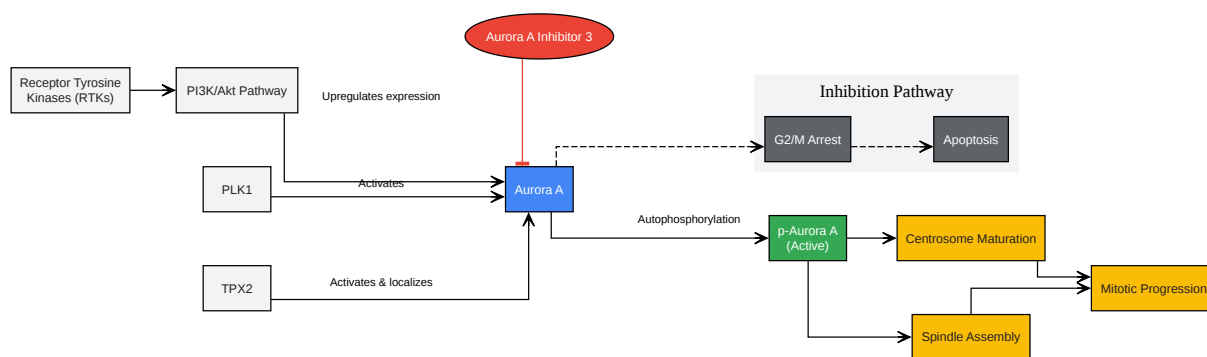 Aurora A Inhibitor 3
Receptor Tyrosine
Kinases (RTKs)
PI3K/Akt Pathway
Upregulates expression
Inhibition Pathway
G2/M Arrest
Apoptosis
PLK1
Activates
Aurora A
Autophosphorylation
p-Aurora A
(Active)
Centrosome Maturation
TPX2
Activates & localizes
Mitotic Progression
Spindle Assembly